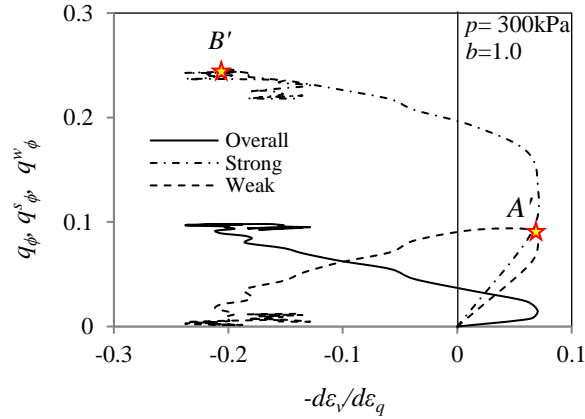 0.3
0.2
0.1
0
-0.3
-0.2
-0.1
0
0.1
B′
A′
p= 300kPa
b=1.0
Overall
Strong
Weak
q_ϕ, q^s_ϕ, q^w_ϕ
-dε_v/dε_q